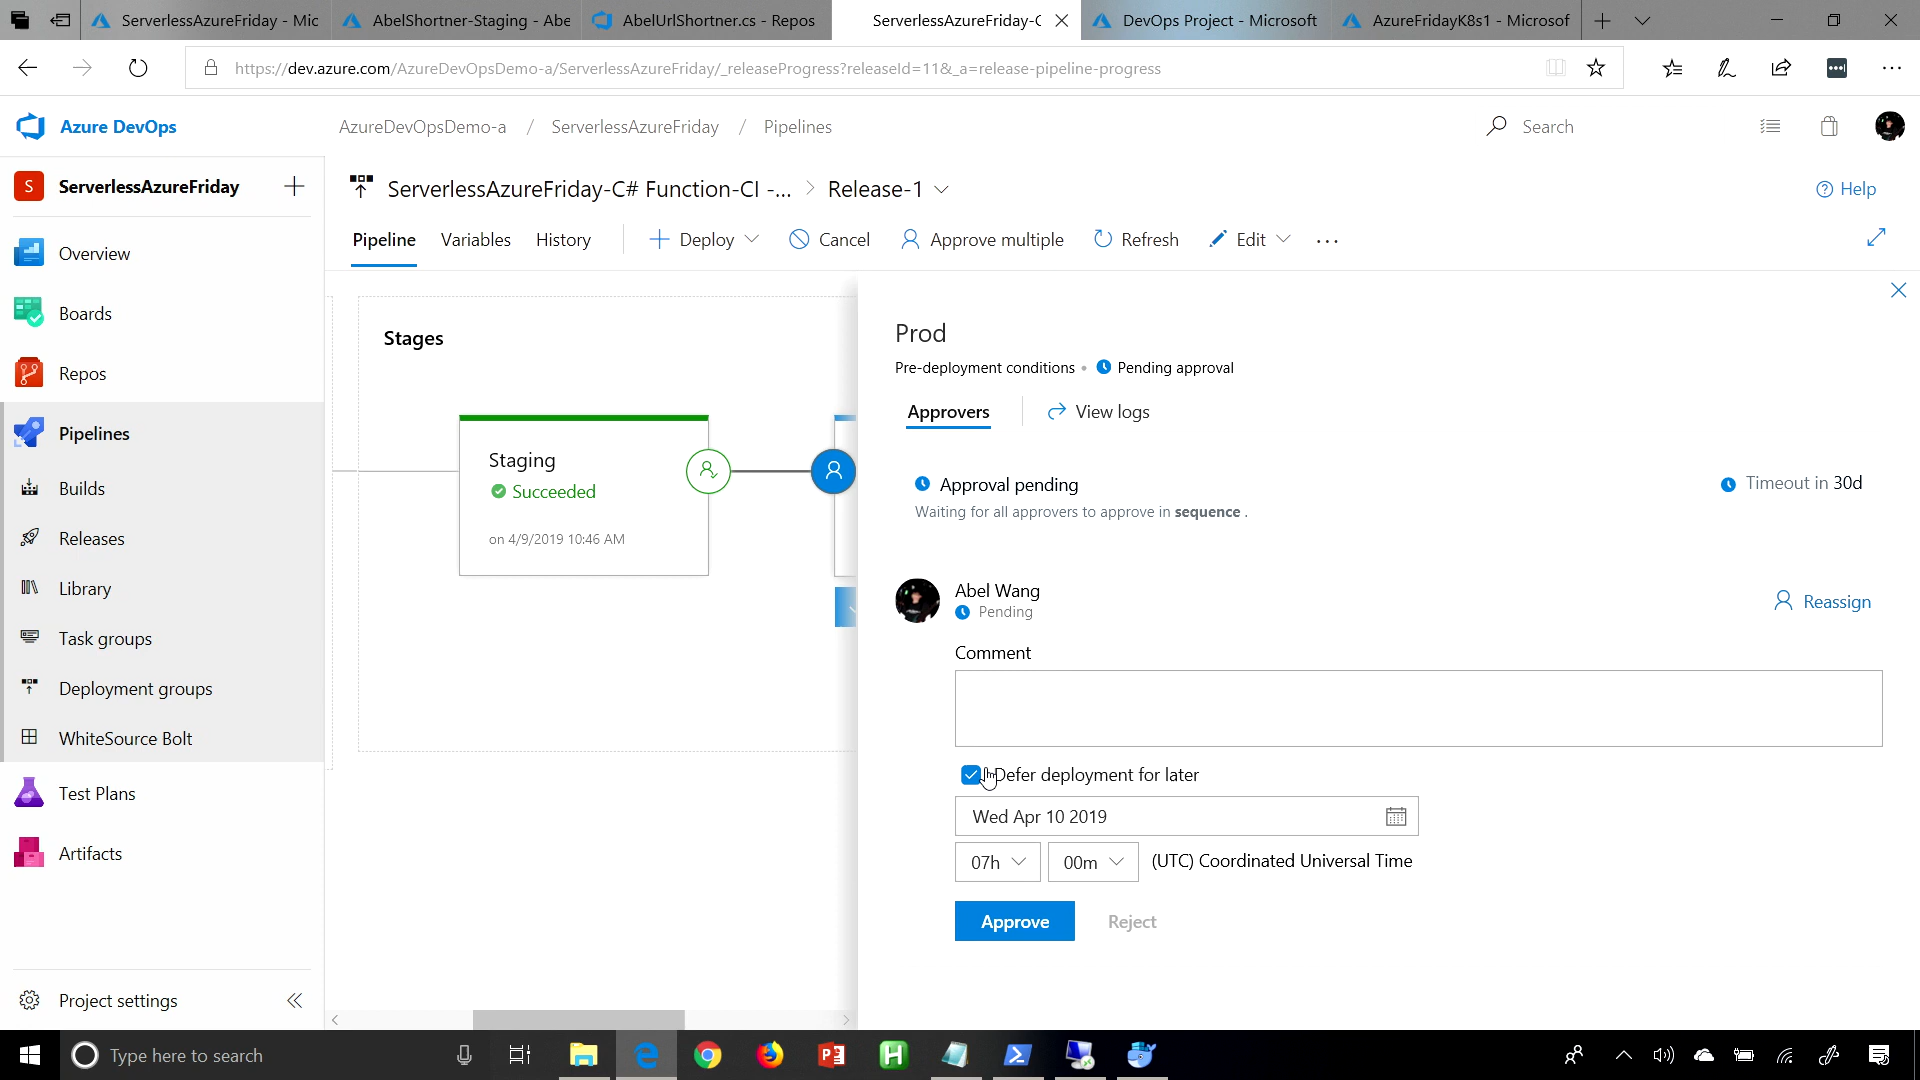 ServerlessAzureFriday - Mic
AbelShortner-Staging - Abe
AbelUrlShortner.cs - Repos
ServerlessAzureFriday-C
DevOps Project - Microsoft
AzureFridayK8s1 - Microsof
https://dev.azure.com/AzureDevOpsDemo-a/ServerlessAzureFriday/_releaseProgress?releaseId=11&_a=release-pipeline-progress
Azure DevOps
AzureDevOpsDemo-a / ServerlessAzureFriday / Pipelines
Search
S ServerlessAzureFriday
ServerlessAzureFriday-C# Function-CI -... > Release-1
Help
Pipeline
Variables
History
Deploy
Cancel
Approve multiple
Refresh
Edit
Overview
Boards
Repos
Pipelines
Builds
Releases
Library
Task groups
Deployment groups
WhiteSource Bolt
Test Plans
Artifacts
Project settings
Stages
Staging
Succeeded
on 4/9/2019 10:46 AM
Prod
Pre-deployment conditions • Pending approval
Approvers
View logs
Approval pending
Timeout in 30d
Waiting for all approvers to approve in sequence .
Abel Wang
Pending
Reassign
Comment
Defer deployment for later
Wed Apr 10 2019
07h
00m
(UTC) Coordinated Universal Time
Approve
Reject
Type here to search